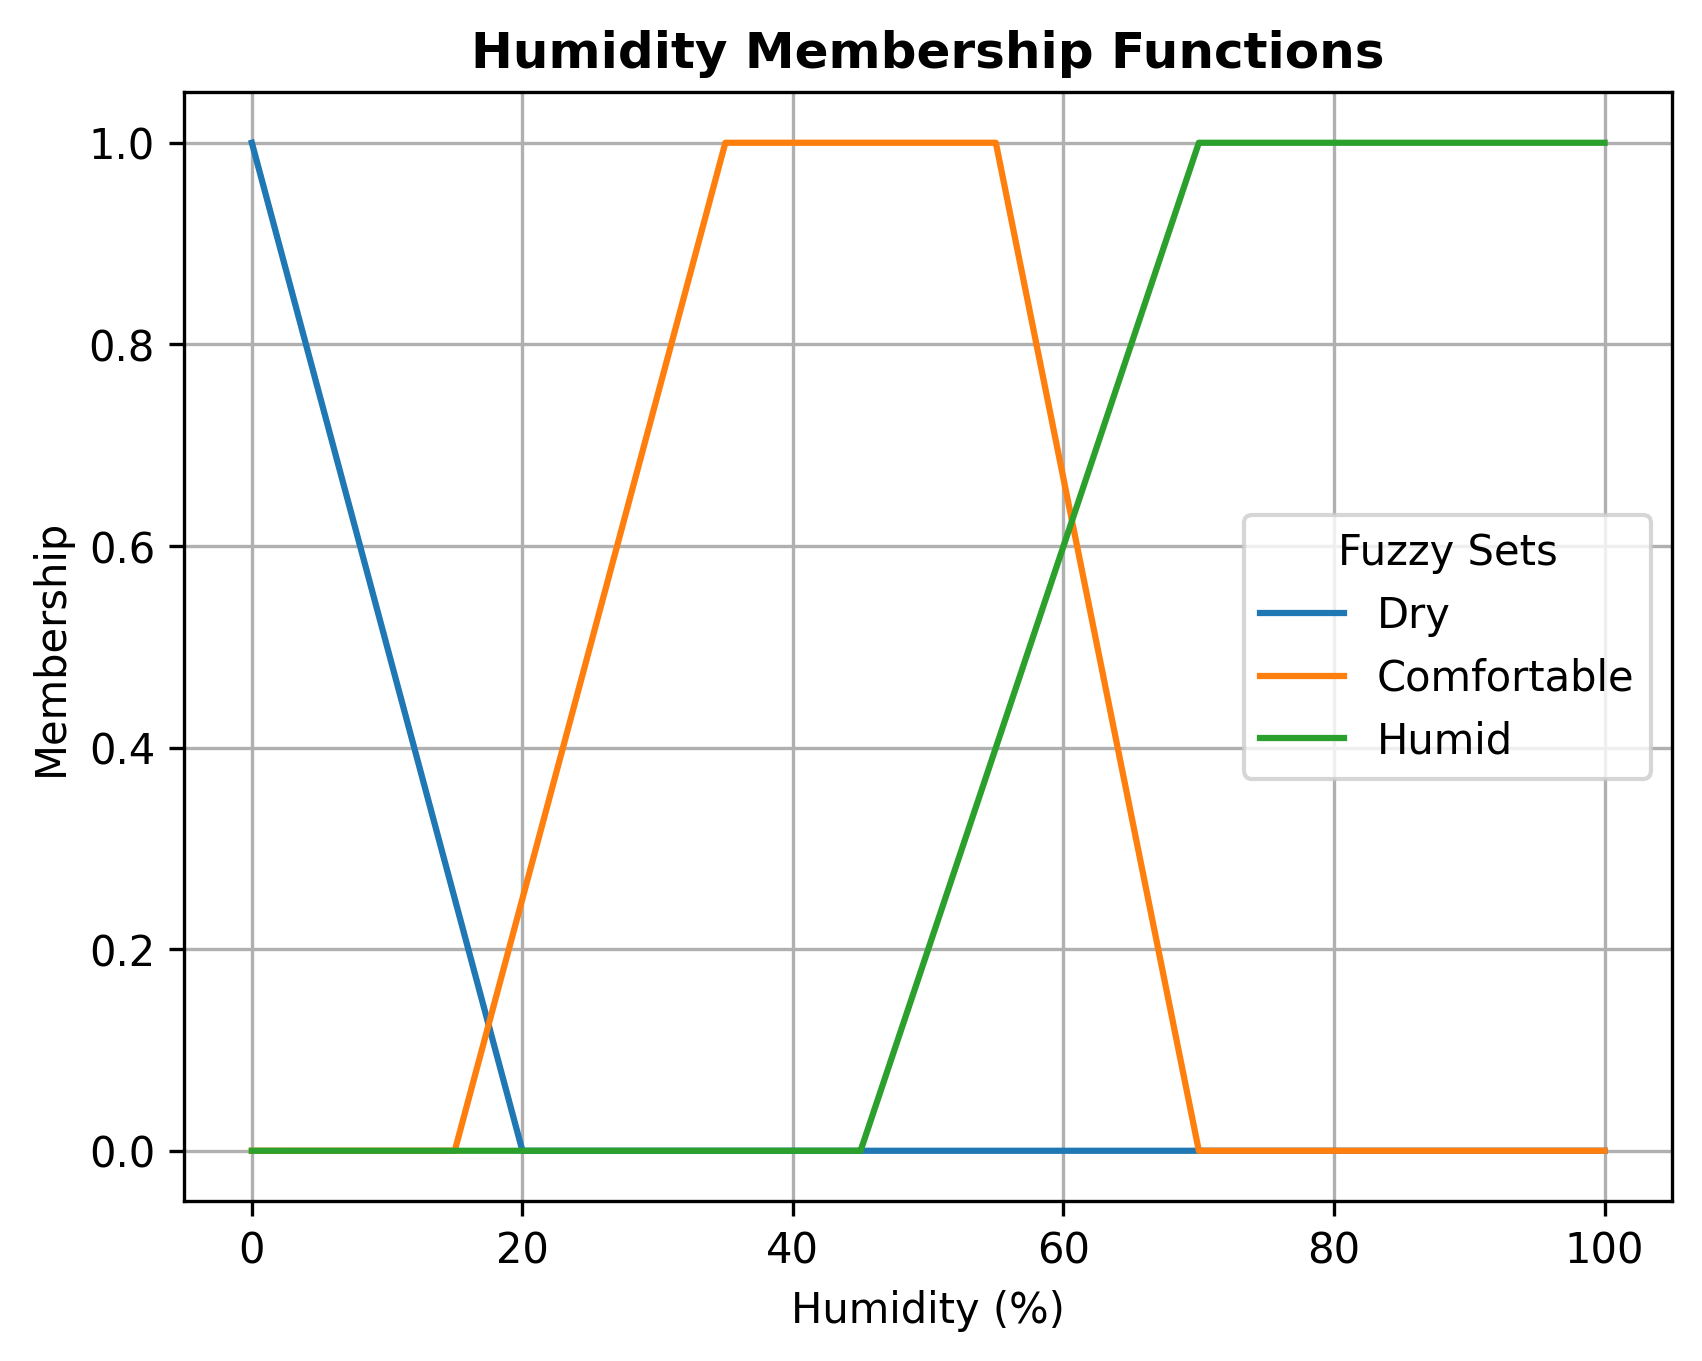 Humidity Membership Functions
1.0
0.8
0.6
0.4
0.2
0.0
Membership
Fuzzy Sets
Dry
Comfortable
Humid
0 20 40 60 80 100
Humidity (%)